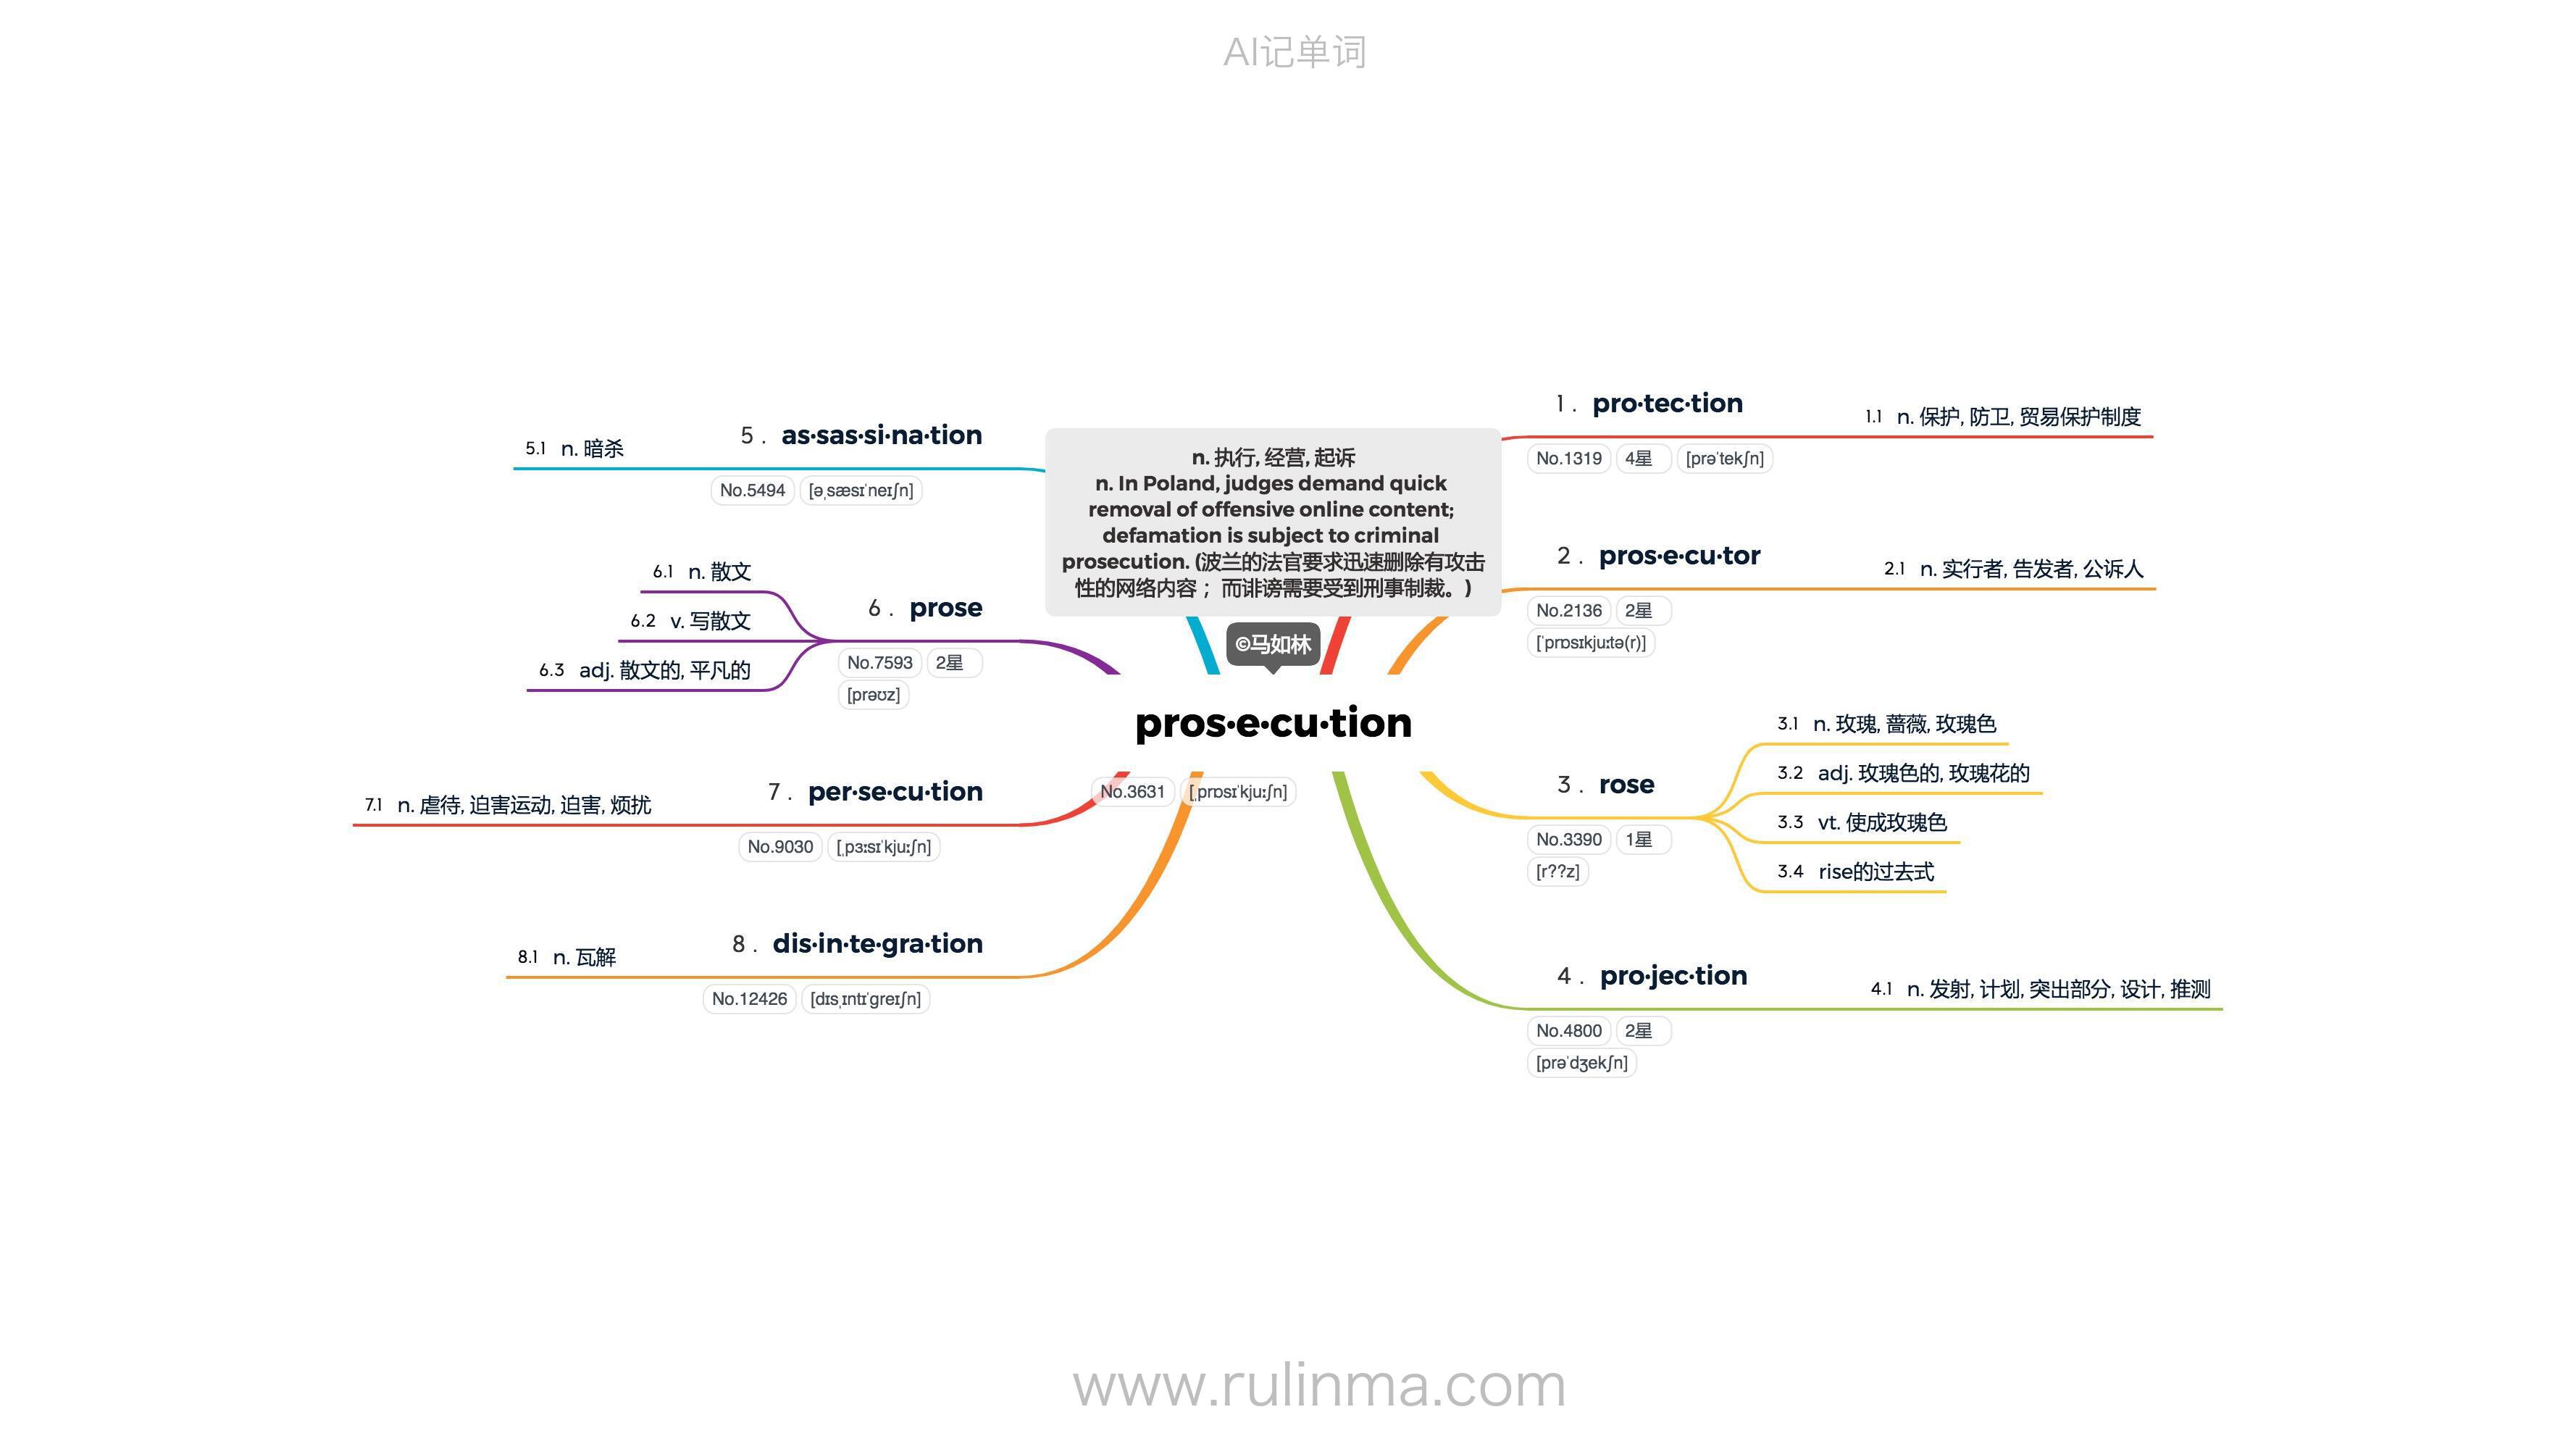 AI记单词
n. 执行, 经营, 起诉
n. In Poland, judges demand quick
removal of offensive online content;
defamation is subject to criminal
prosecution. (波兰的法官要求迅速删除有攻击
性的网络内容； 而诽谤需要受到刑事制裁。)
©马如林
pros·e·cu·tion
No.3631 [ˌprɒsɪˈkjuːʃn]
1 . pro·tec·tion
No.1319 4星 [prəˈtekʃn]
1.1 n. 保护, 防卫, 贸易保护制度
2 . pros·e·cu·tor
No.2136 2星
[ˈprɒsɪkjuːtə(r)]
2.1 n. 实行者, 告发者, 公诉人
3 . rose
No.3390 1星
[r??z]
3.1 n. 玫瑰, 蔷薇, 玫瑰色
3.2 adj. 玫瑰色的, 玫瑰花的
3.3 vt. 使成玫瑰色
3.4 rise的过去式
4 . pro·jec·tion
No.4800 2星
[prəˈdʒekʃn]
4.1 n. 发射, 计划, 突出部分, 设计, 推测
5 . as·sas·si·na·tion
No.5494 [əˌsæsɪˈneɪʃn]
5.1 n. 暗杀
6 . prose
No.7593 2星
[prəʊz]
6.1 n. 散文
6.2 v. 写散文
6.3 adj. 散文的, 平凡的
7 . per·se·cu·tion
No.9030 [ˌpɜːsɪˈkjuːʃn]
7.1 n. 虐待, 迫害运动, 迫害, 烦扰
8 . dis·in·te·gra·tion
No.12426 [dɪsˌɪntɪˈɡreɪʃn]
8.1 n. 瓦解
www.rulinma.com